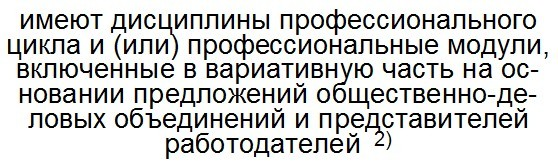 имеют дисциплины профессионального
цикла и (или) профессиональные модули,
включенные в вариативную часть на ос-
новании предложений общественно-де-
ловых объединений и представителей
работодателей 2)